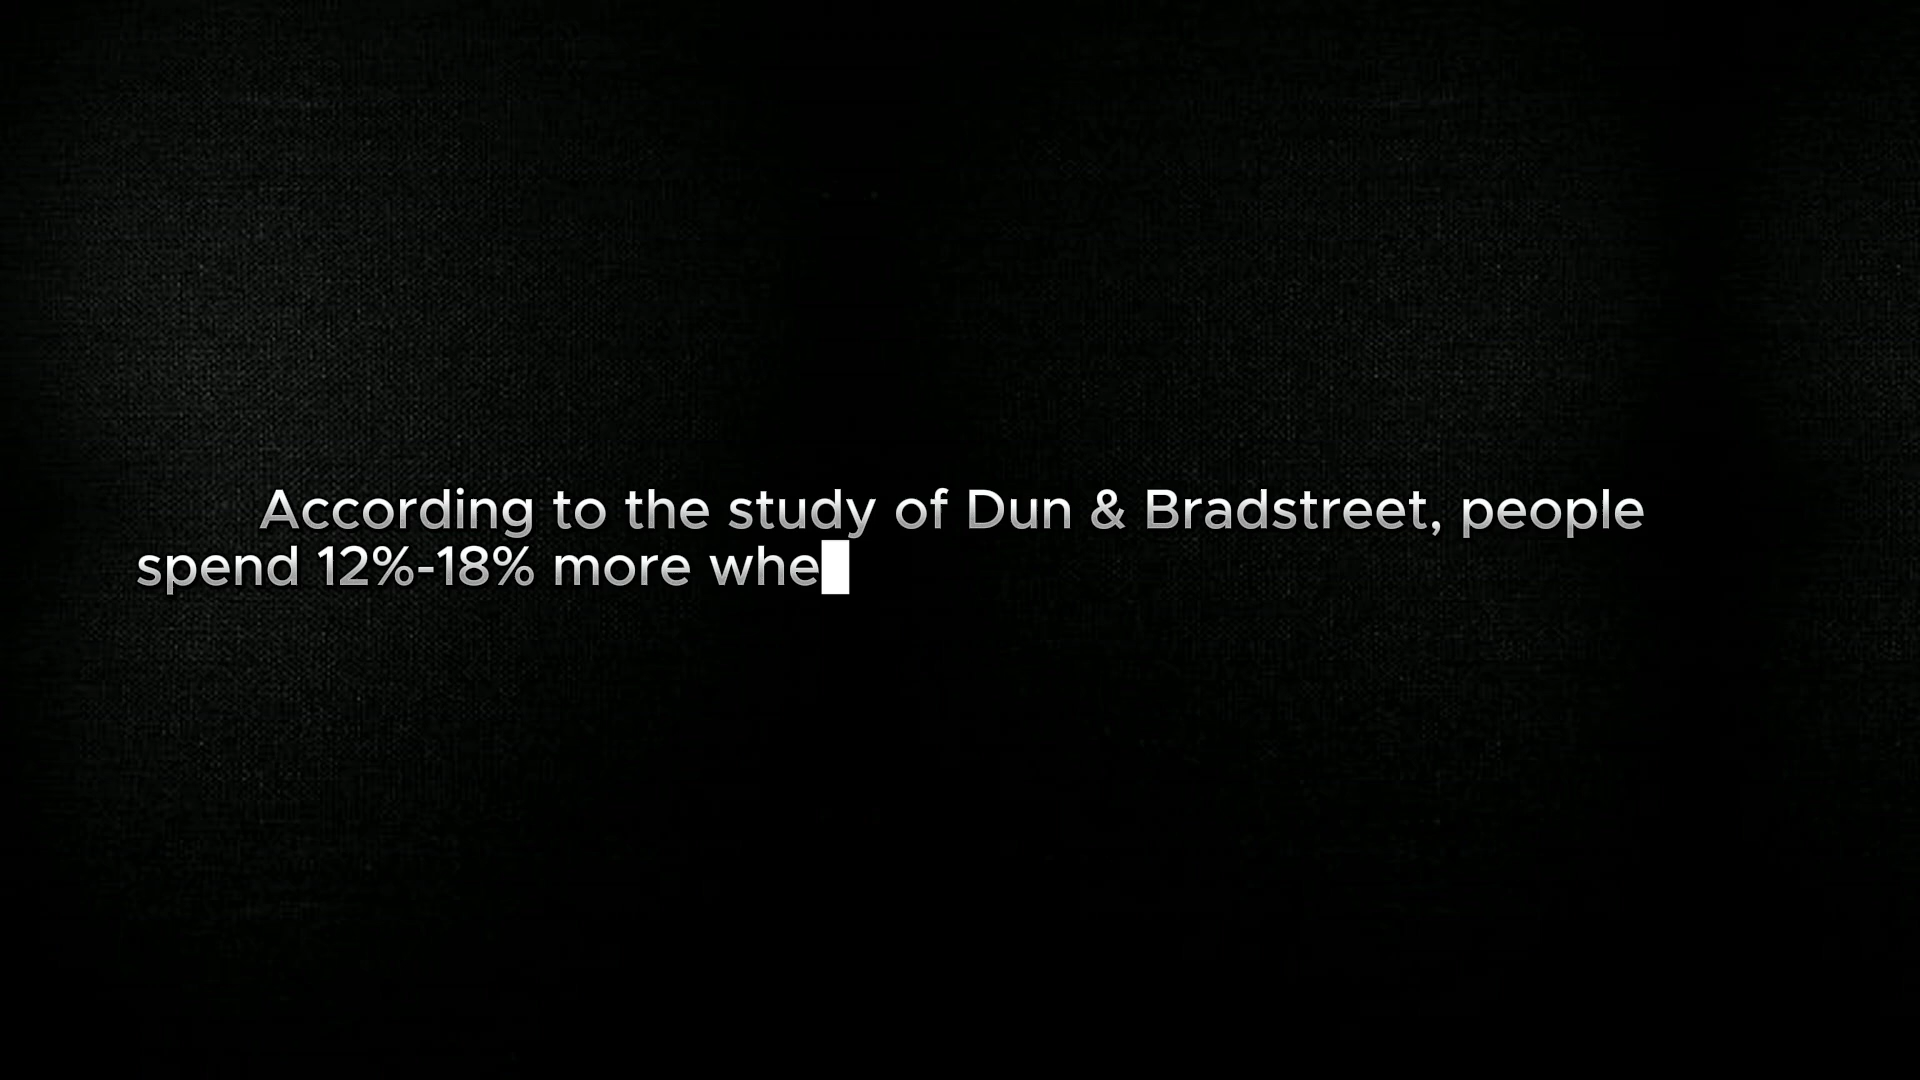 According to the study of Dun & Bradstreet, people
spend 12%-18% more whe